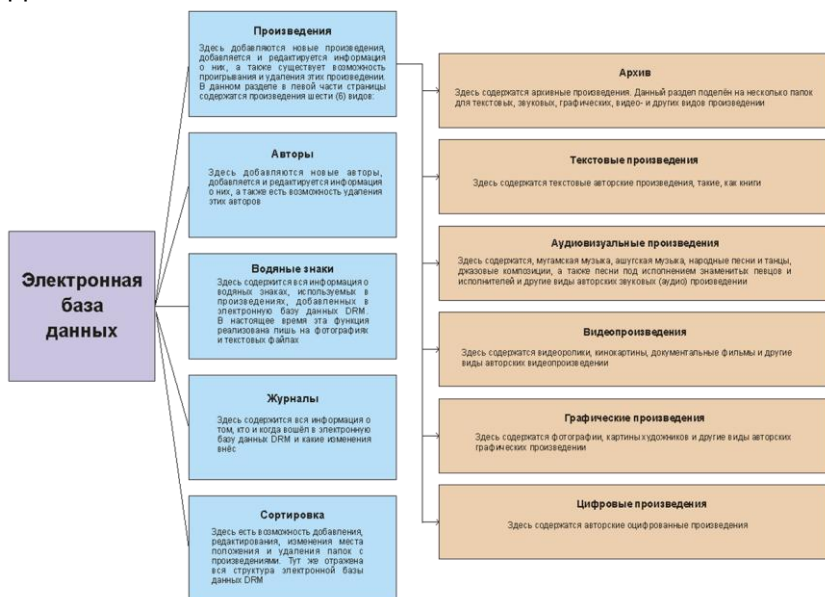 Произведения
Здесь добавляются новые произведения,
добавляется и редактируется информация
о них, а также существует возможность
проигрывания и удаления этих произведении.
В данном разделе в левой части страницы
содержатся произведения шести (6) видов:
Авторы
Здесь добавляются новые авторы,
добавляется и редактируется информация
о них, а также есть возможность удаления
этих авторов
Электронная
база
данных
Водяные знаки
Здесь содержится вся информация о
водяных знаках, используемых в
произведениях, добавленных в
электронную базу данных DRM.
В настоящее время эта функция
реализована лишь на фотографиях
и текстовых файлах
Журналы
Здесь содержится вся информация о
том, кто и когда вошёл в электронную
базу данных DRM и какие изменения
внёс
Сортировка
Здесь есть возможность добавления,
редактирования, изменения места
положения и удаления папок с
произведениями. Тут же отражена
вся структура электронной базы
данных DRM
Архив
Здесь содержатся архивные произведения. Данный раздел поделён на несколько папок
для текстовых, звуковых, графических, видео- и других видов произведении
Текстовые произведения
Здесь содержатся текстовые авторские произведения, такие, как книги
Аудиовизуальные произведения
Здесь содержатся, мугамская музыка, ашугская музыка, народные песни и танцы,
джазовые композиции, а также песни под исполнением знаменитых певцов и
исполнителей и другие виды авторских звуковых (аудио) произведении
Видеопроизведения
Здесь содержатся видеоролики, кинокартины, документальные фильмы и другие
виды авторских видеопроизведении
Графические произведения
Здесь содержатся фотографии, картины художников и другие виды авторских
графических произведении
Цифровые произведения
Здесь содержатся авторские оцифрованные произведения